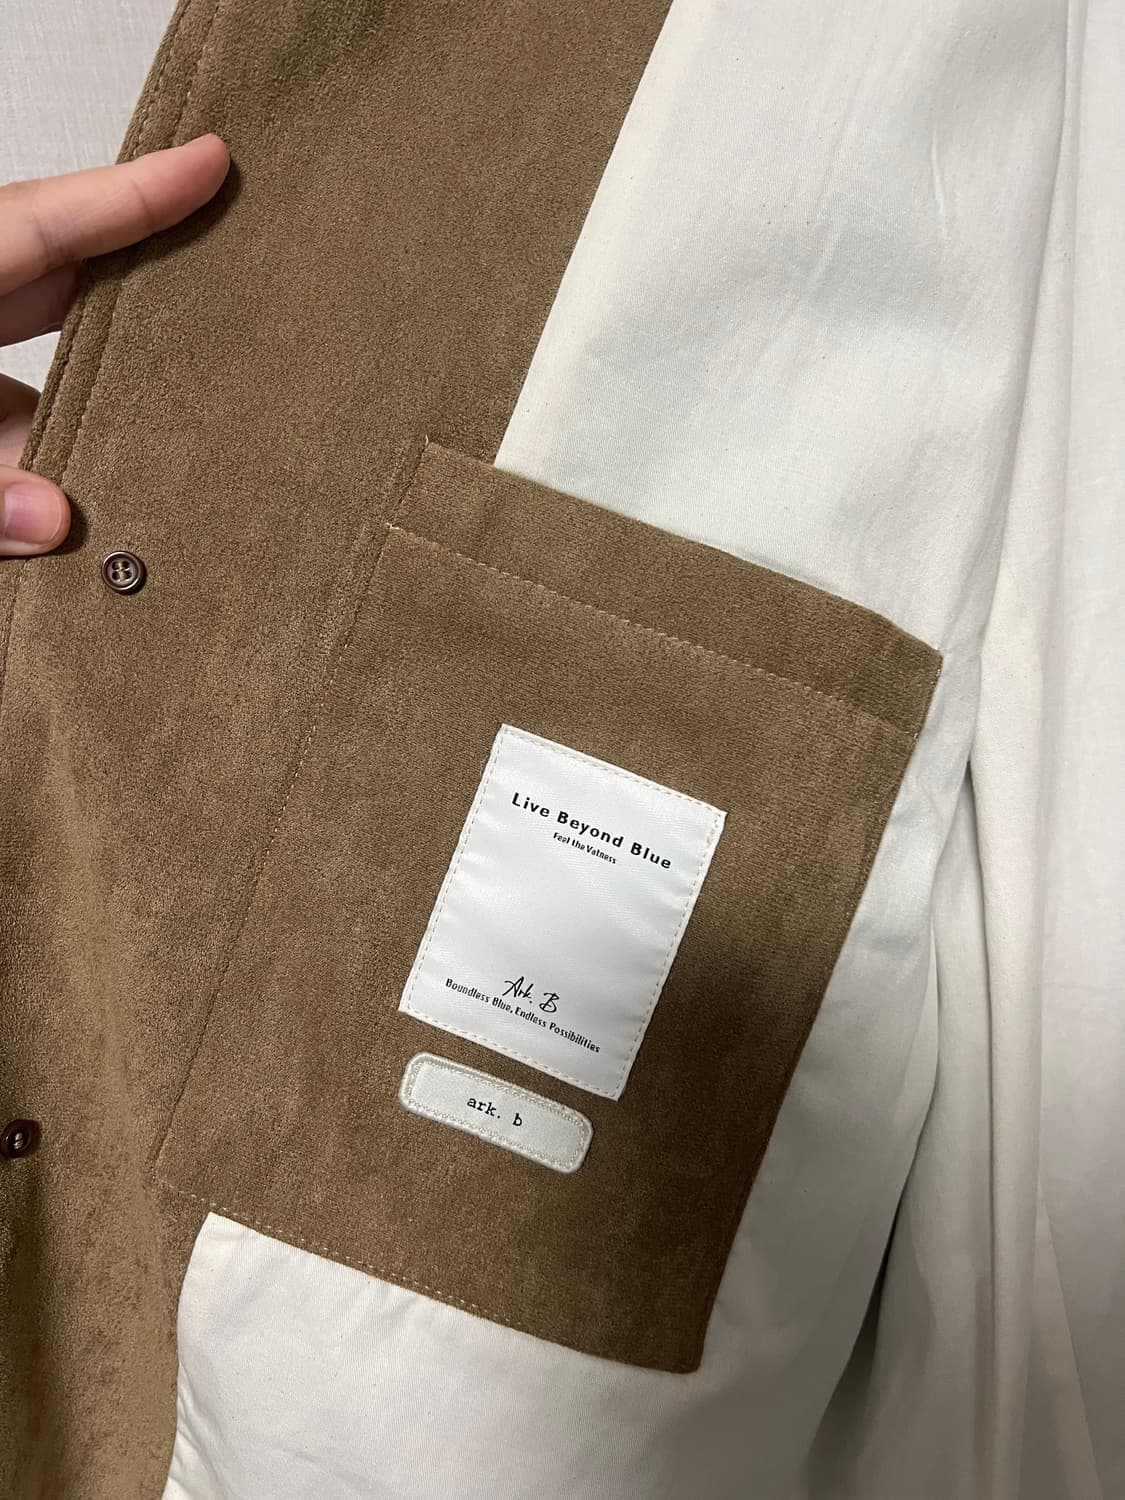 Live Beyond Blue
Feel the Vatness
Ark. B
Boundless Blue, Endless Possibilities
ark. b